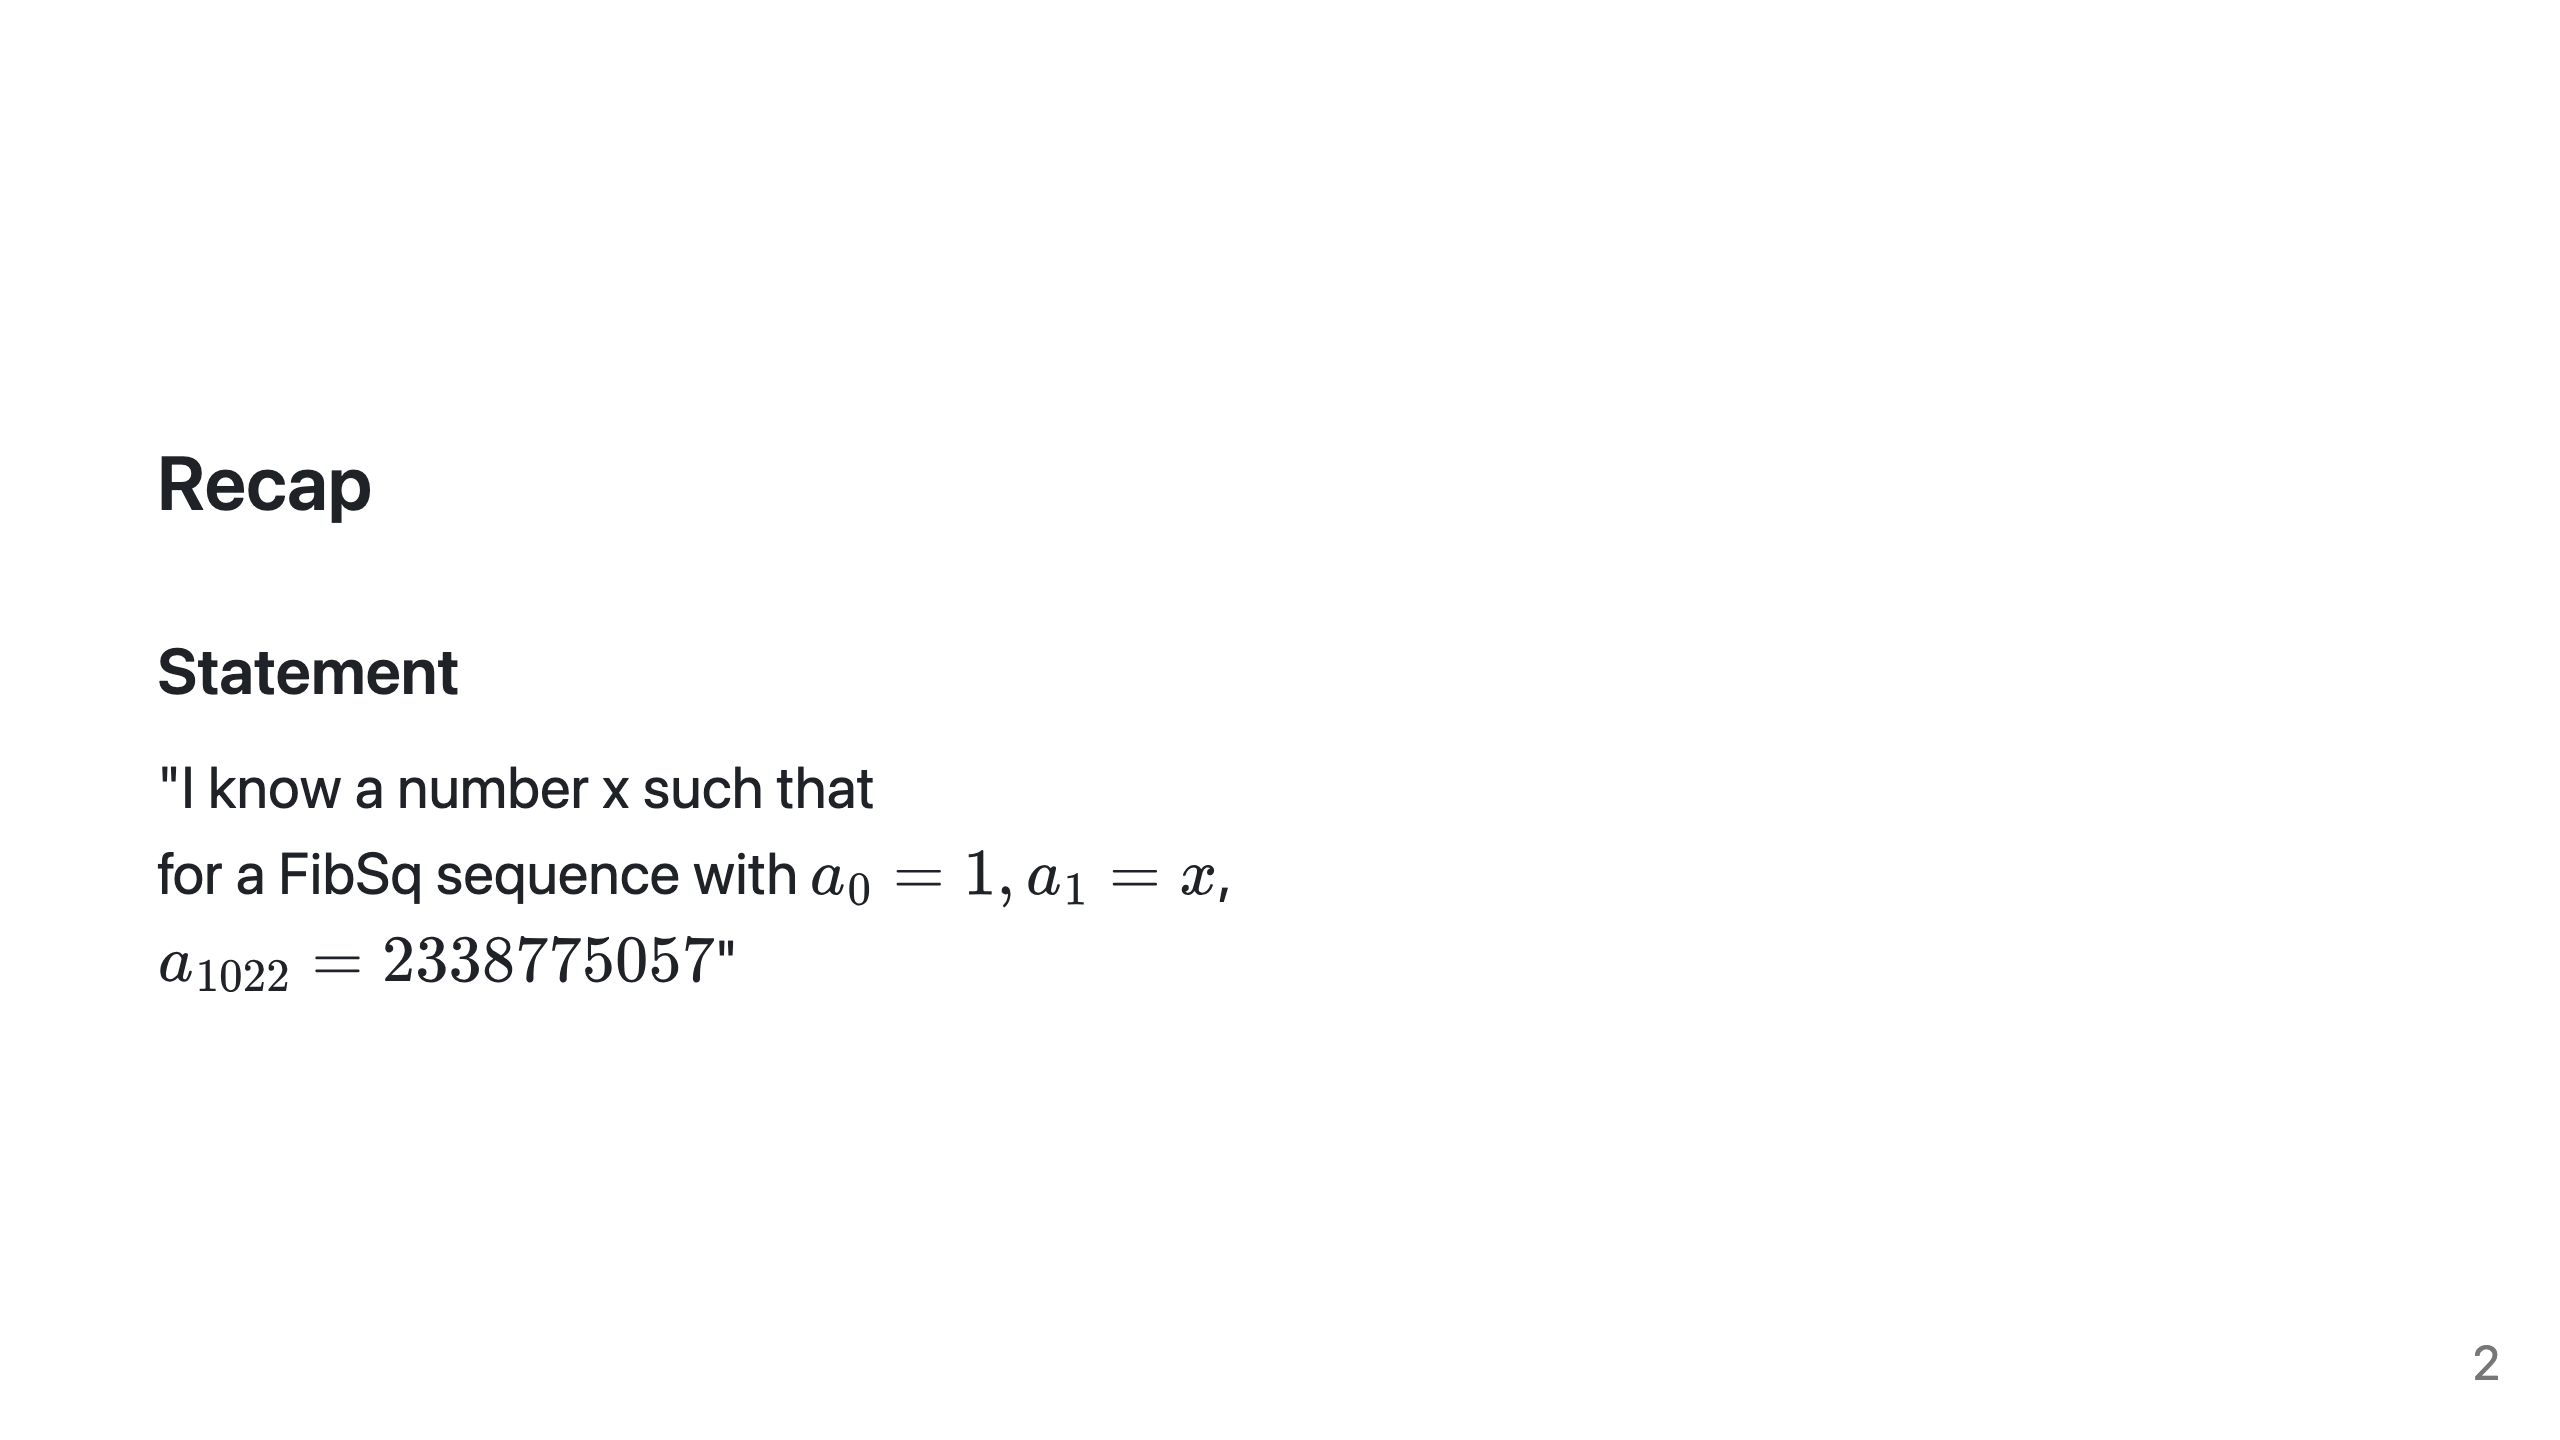 Recap
Statement
"I know a number x such that
for a FibSq sequence with a₀ = 1, a₁ = x,
a₁₀₂₂ = 2338775057"
2